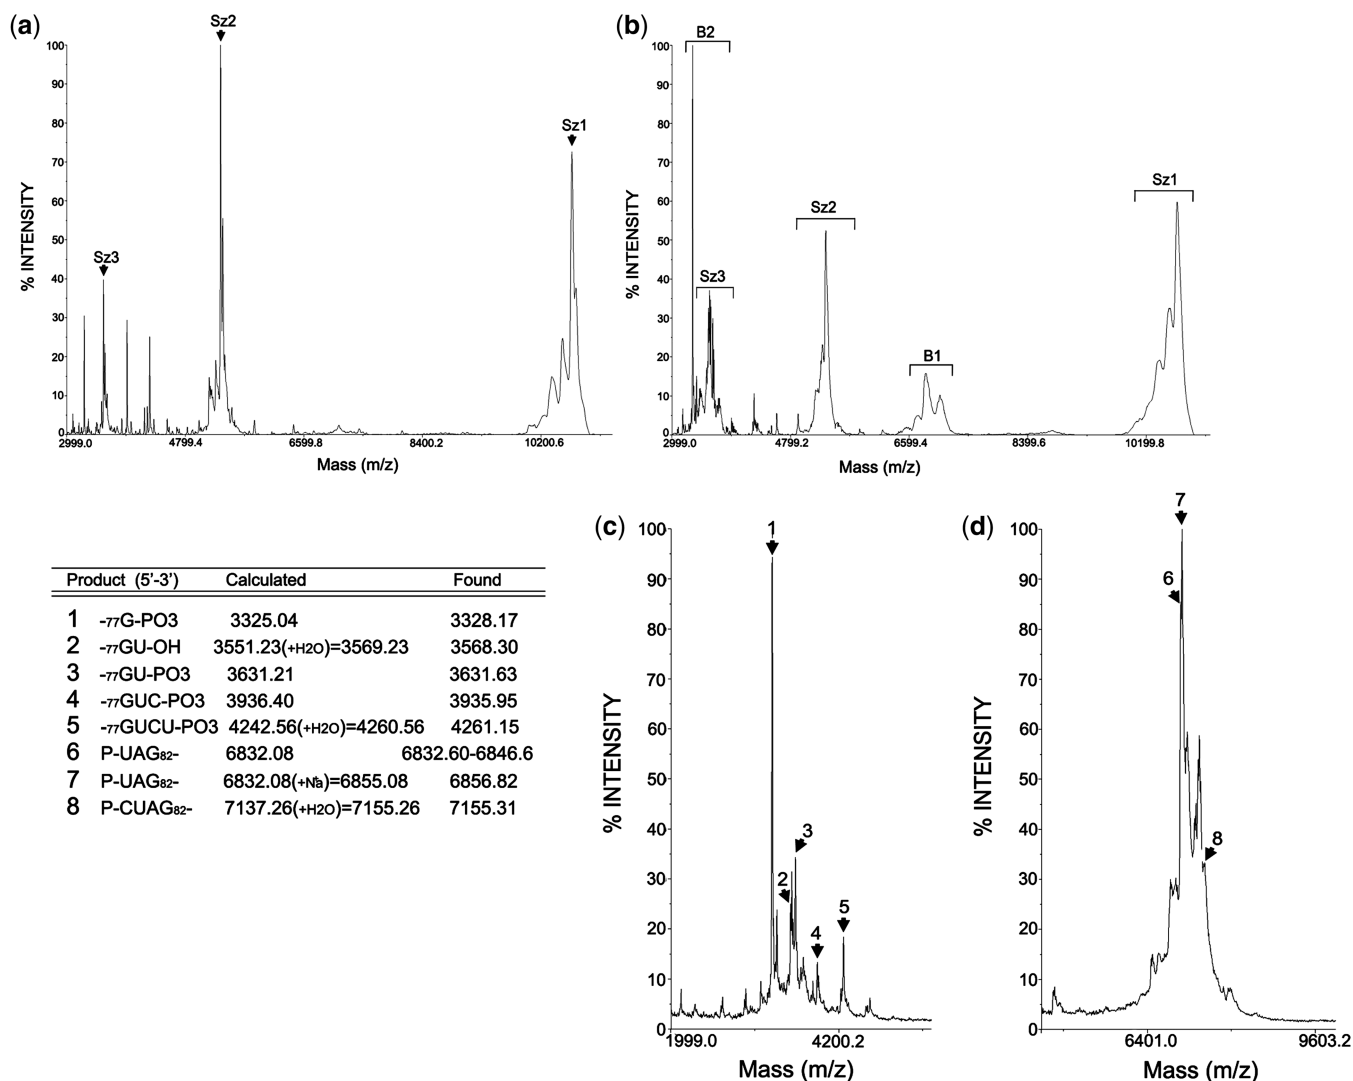 (a)
Sz2
Sz1
Sz3
100
90
80
70
60
50
40
30
20
10
0
% INTENSITY
2999.0 4799.4 6599.8 8400.2 10200.6
Mass (m/z)
(b)
B2
Sz1
Sz2
Sz3
B1
100
90
80
70
60
50
40
30
20
10
0
% INTENSITY
2999.0 4799.2 6599.4 8399.6 10199.8
Mass (m/z)
Product (5'-3') Calculated Found
1 -77G-PO3 3325.04 3328.17
2 -77GU-OH 3551.23(+H2O)=3569.23 3568.30
3 -77GU-PO3 3631.21 3631.63
4 -77GUC-PO3 3936.40 3935.95
5 -77GUCU-PO3 4242.56(+H2O)=4260.56 4261.15
6 P-UAG82- 6832.08 6832.60-6846.6
7 P-UAG82- 6832.08(+Na)=6855.08 6856.82
8 P-CUAG82- 7137.26(+H2O)=7155.26 7155.31
(c)
1
2
3
4
5
100
90
80
70
60
50
40
30
20
10
0
% INTENSITY
1999.0 4200.2
Mass (m/z)
(d)
7
6
8
100
90
80
70
60
50
40
30
20
10
0
% INTENSITY
6401.0 9603.2
Mass (m/z)